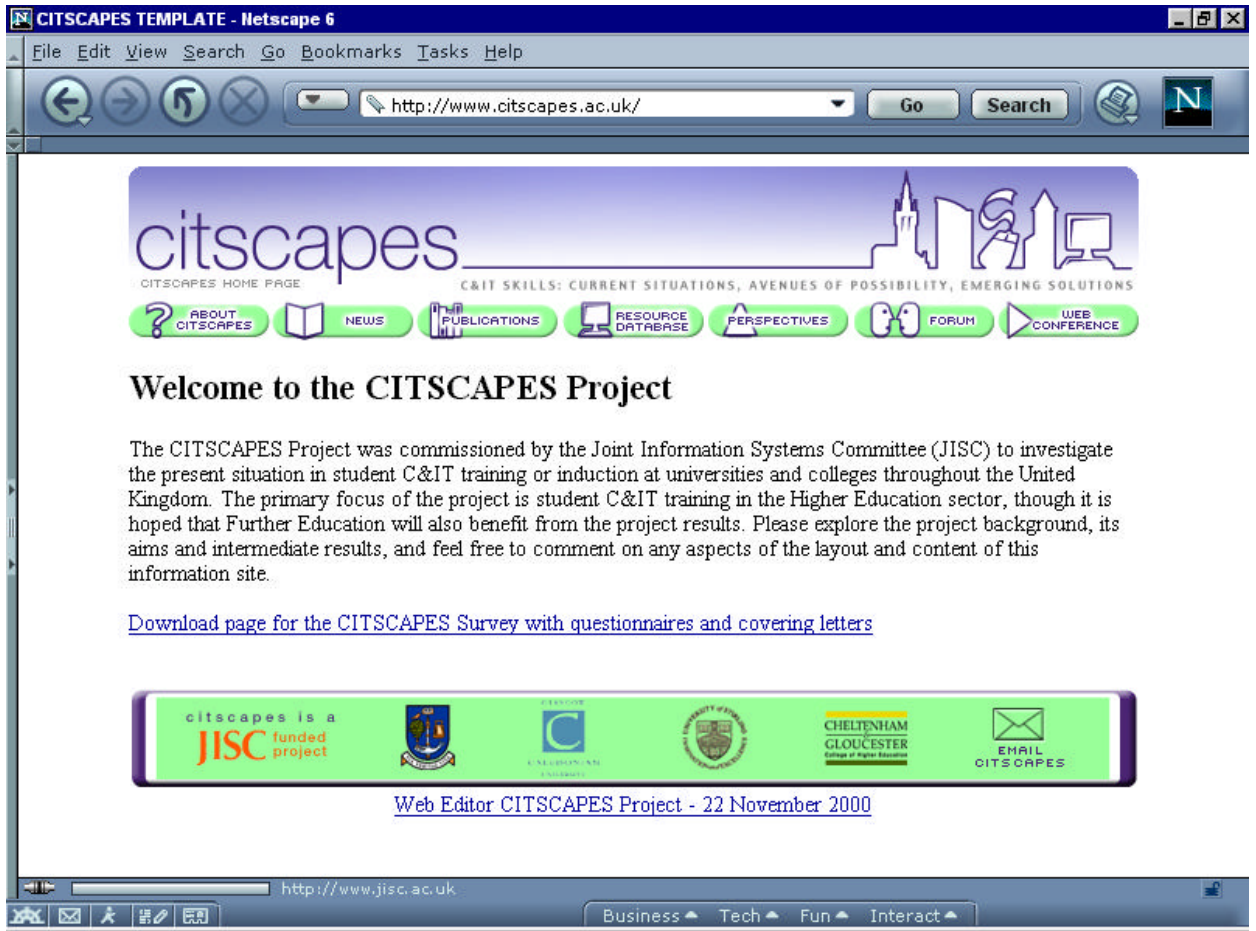 CITSCAPES TEMPLATE - Netscape 6
File Edit View Search Go Bookmarks Tasks Help
http://www.citscapes.ac.uk/ Go Search N
citscapes
CITSCAPES HOME PAGE
C&IT SKILLS: CURRENT SITUATIONS, AVENUES OF POSSIBILITY, EMERGING SOLUTIONS
ABOUT CITSCAPES NEWS PUBLICATIONS RESOURCE DATABASE PERSPECTIVES FORUM WEB CONFERENCE
Welcome to the CITSCAPES Project
The CITSCAPES Project was commissioned by the Joint Information Systems Committee (JISC) to investigate
the present situation in student C&IT training or induction at universities and colleges throughout the United
Kingdom. The primary focus of the project is student C&IT training in the Higher Education sector, though it is
hoped that Further Education will also benefit from the project results. Please explore the project background, its
aims and intermediate results, and feel free to comment on any aspects of the layout and content of this
information site.
Download page for the CITSCAPES Survey with questionnaires and covering letters
citscapes is a
JISC funded project
C
CALEDONIAN
CHELTENHAM
GLOUCESTER
College of Higher Education
EMAIL
CITSCAPES
Web Editor CITSCAPES Project - 22 November 2000
http://www.jisc.ac.uk
Business Tech Fun Interact